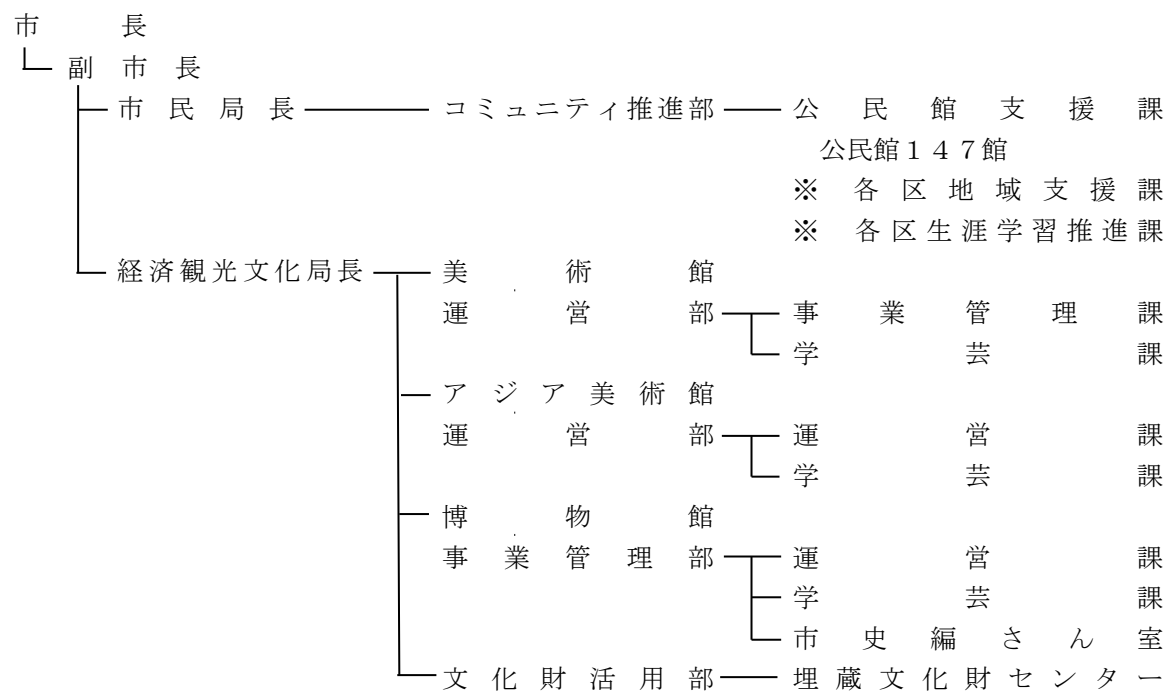 市長
副市長
市民局長 コミュニティ推進部 公民館支援課
公民館１４７館
※ 各区地域支援課
※ 各区生涯学習推進課
経済観光文化局長 美術館
運営部 事業管理課
学芸課
アジア美術館
運営部 運営課
学芸課
博物館
事業管理部 運営課
学芸課
市史編さん室
文化財活用部 埋蔵文化財センター